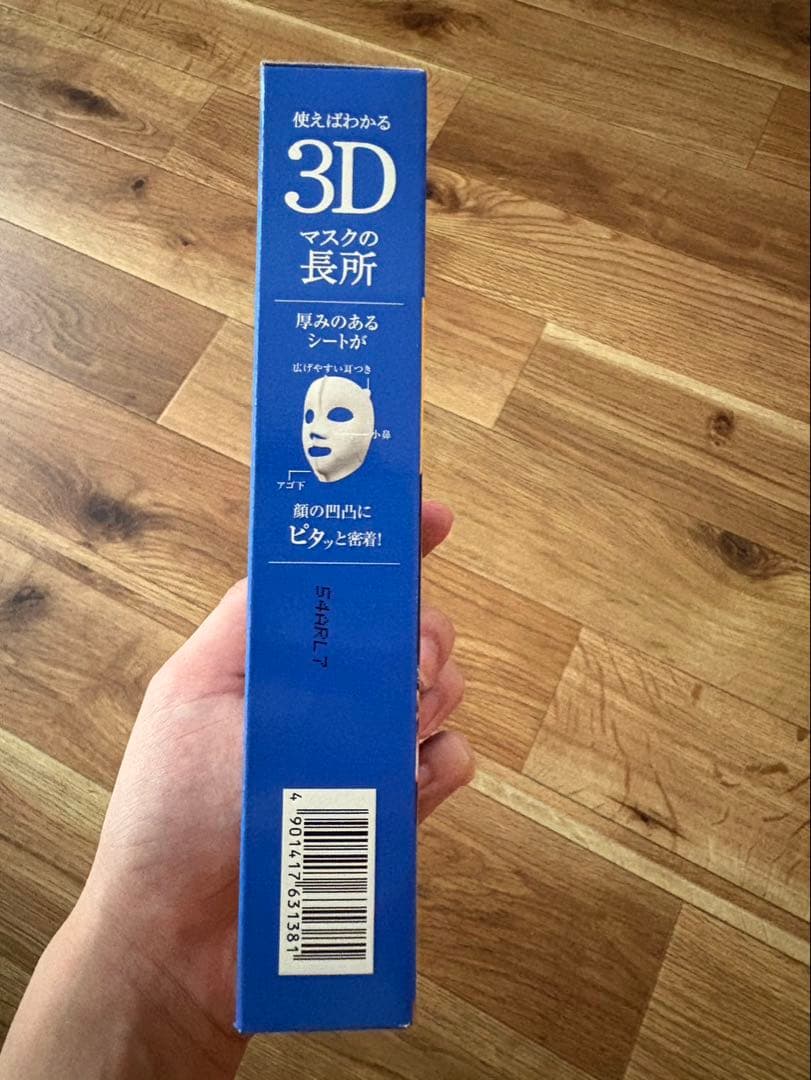 使えばわかる
3D
マスクの
長所
厚みのある
シートが
広げやすい耳つき
小鼻
アゴ下
顔の凹凸に
ピタッと密着!
54ARL7
4 901417 631381